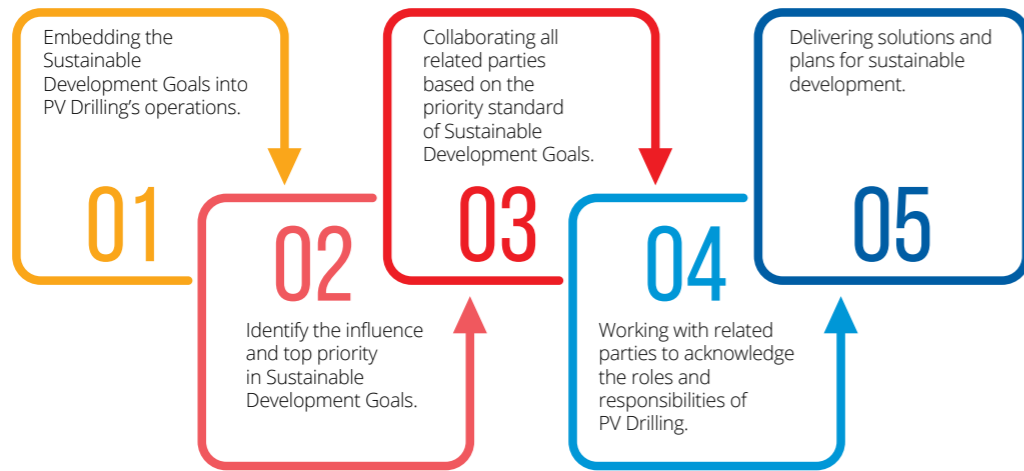 Embedding the
Sustainable
Development Goals into
PV Drilling's operations.
01
02
Identify the influence
and top priority
in Sustainable
Development Goals.
Collaborating all
related parties
based on the
priority standard
of Sustainable
Development Goals.
03
04
Working with related
parties to acknowledge
the roles and
responsibilities of
PV Drilling.
Delivering solutions and
plans for sustainable
development.
05